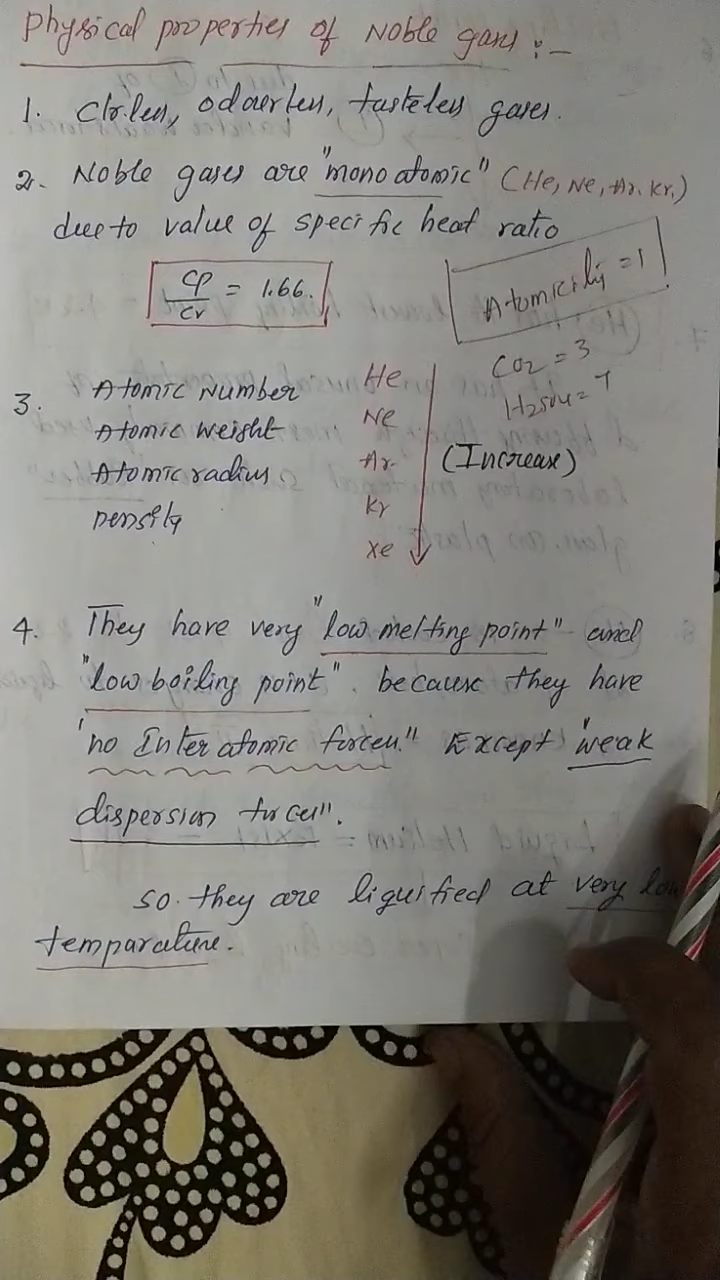 Physical properties of Noble gases :-
1. Clorless, odourless, tasteless gases.
2. Noble gases are "mono atomic" (He, Ne, Ar, Kr,)
due to value of specific heat ratio
Cp/Cv = 1.66.
Atomicity = 1
CO2 = 3
H2SO4 = 7
3. Atomic Number
Atomic weight
Atomic radius
Density
He
Ne
Ar
Kr
Xe
(Increase)
4. They have very "low melting point" and
"low boiling point". because they have
"no Inter atomic forces." Except "weak
dispersion forces".
so they are liquified at very low
temparature.